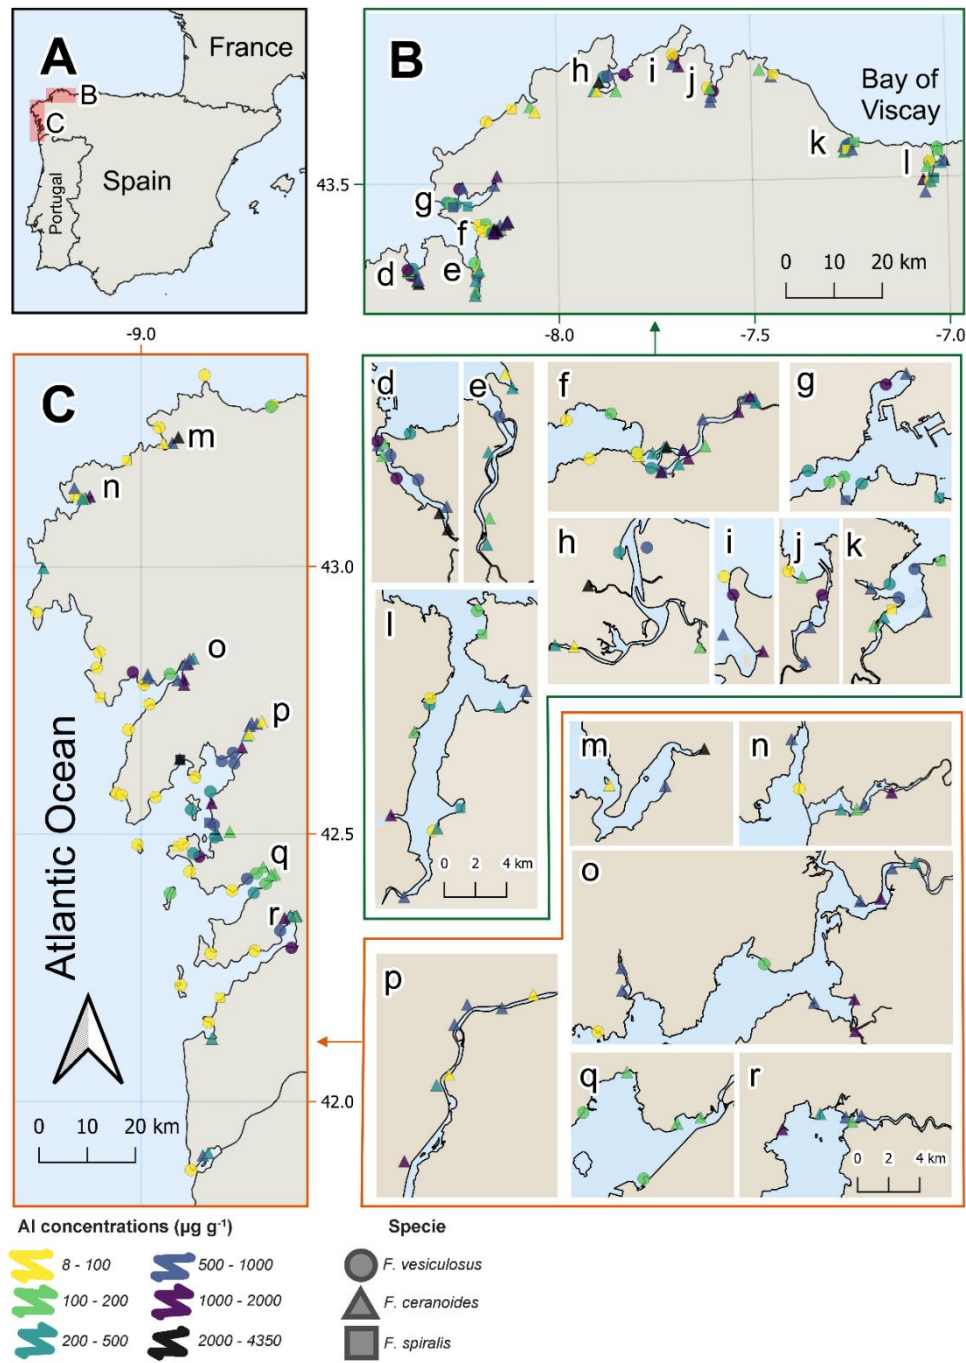 A
France
B
C
Portugal
Spain
B
h
i
j
Bay of
Viscay
k
l
43.5
g
f
d
e
0 10 20 km
-8.0
-7.5
-7.0
-9.0
C
m
n
43.0
o
p
42.5
q
r
Atlantic Ocean
42.0
0 10 20 km
d
e
f
g
h
i
j
k
l
0 2 4 km
m
n
o
p
q
r
0 2 4 km
Al concentrations (µg g⁻¹)
8 - 100
100 - 200
200 - 500
500 - 1000
1000 - 2000
2000 - 4350
Specie
F. vesiculosus
F. ceranoides
F. spiralis